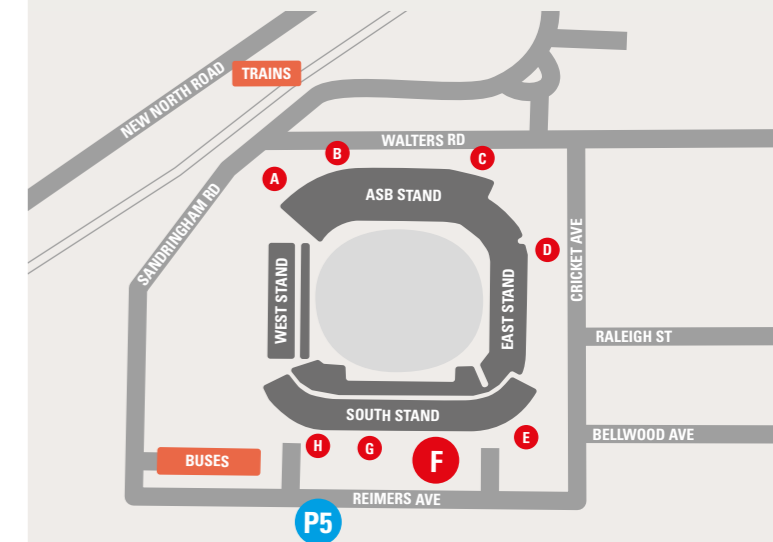 NEW NORTH ROAD
TRAINS
WALTERS RD
B
C
A
ASB STAND
SANDRINGHAM RD
D
CRICKET AVE
WEST STAND
EAST STAND
RALEIGH ST
SOUTH STAND
BELLWOOD AVE
E
H
G
F
BUSES
REIMERS AVE
P5